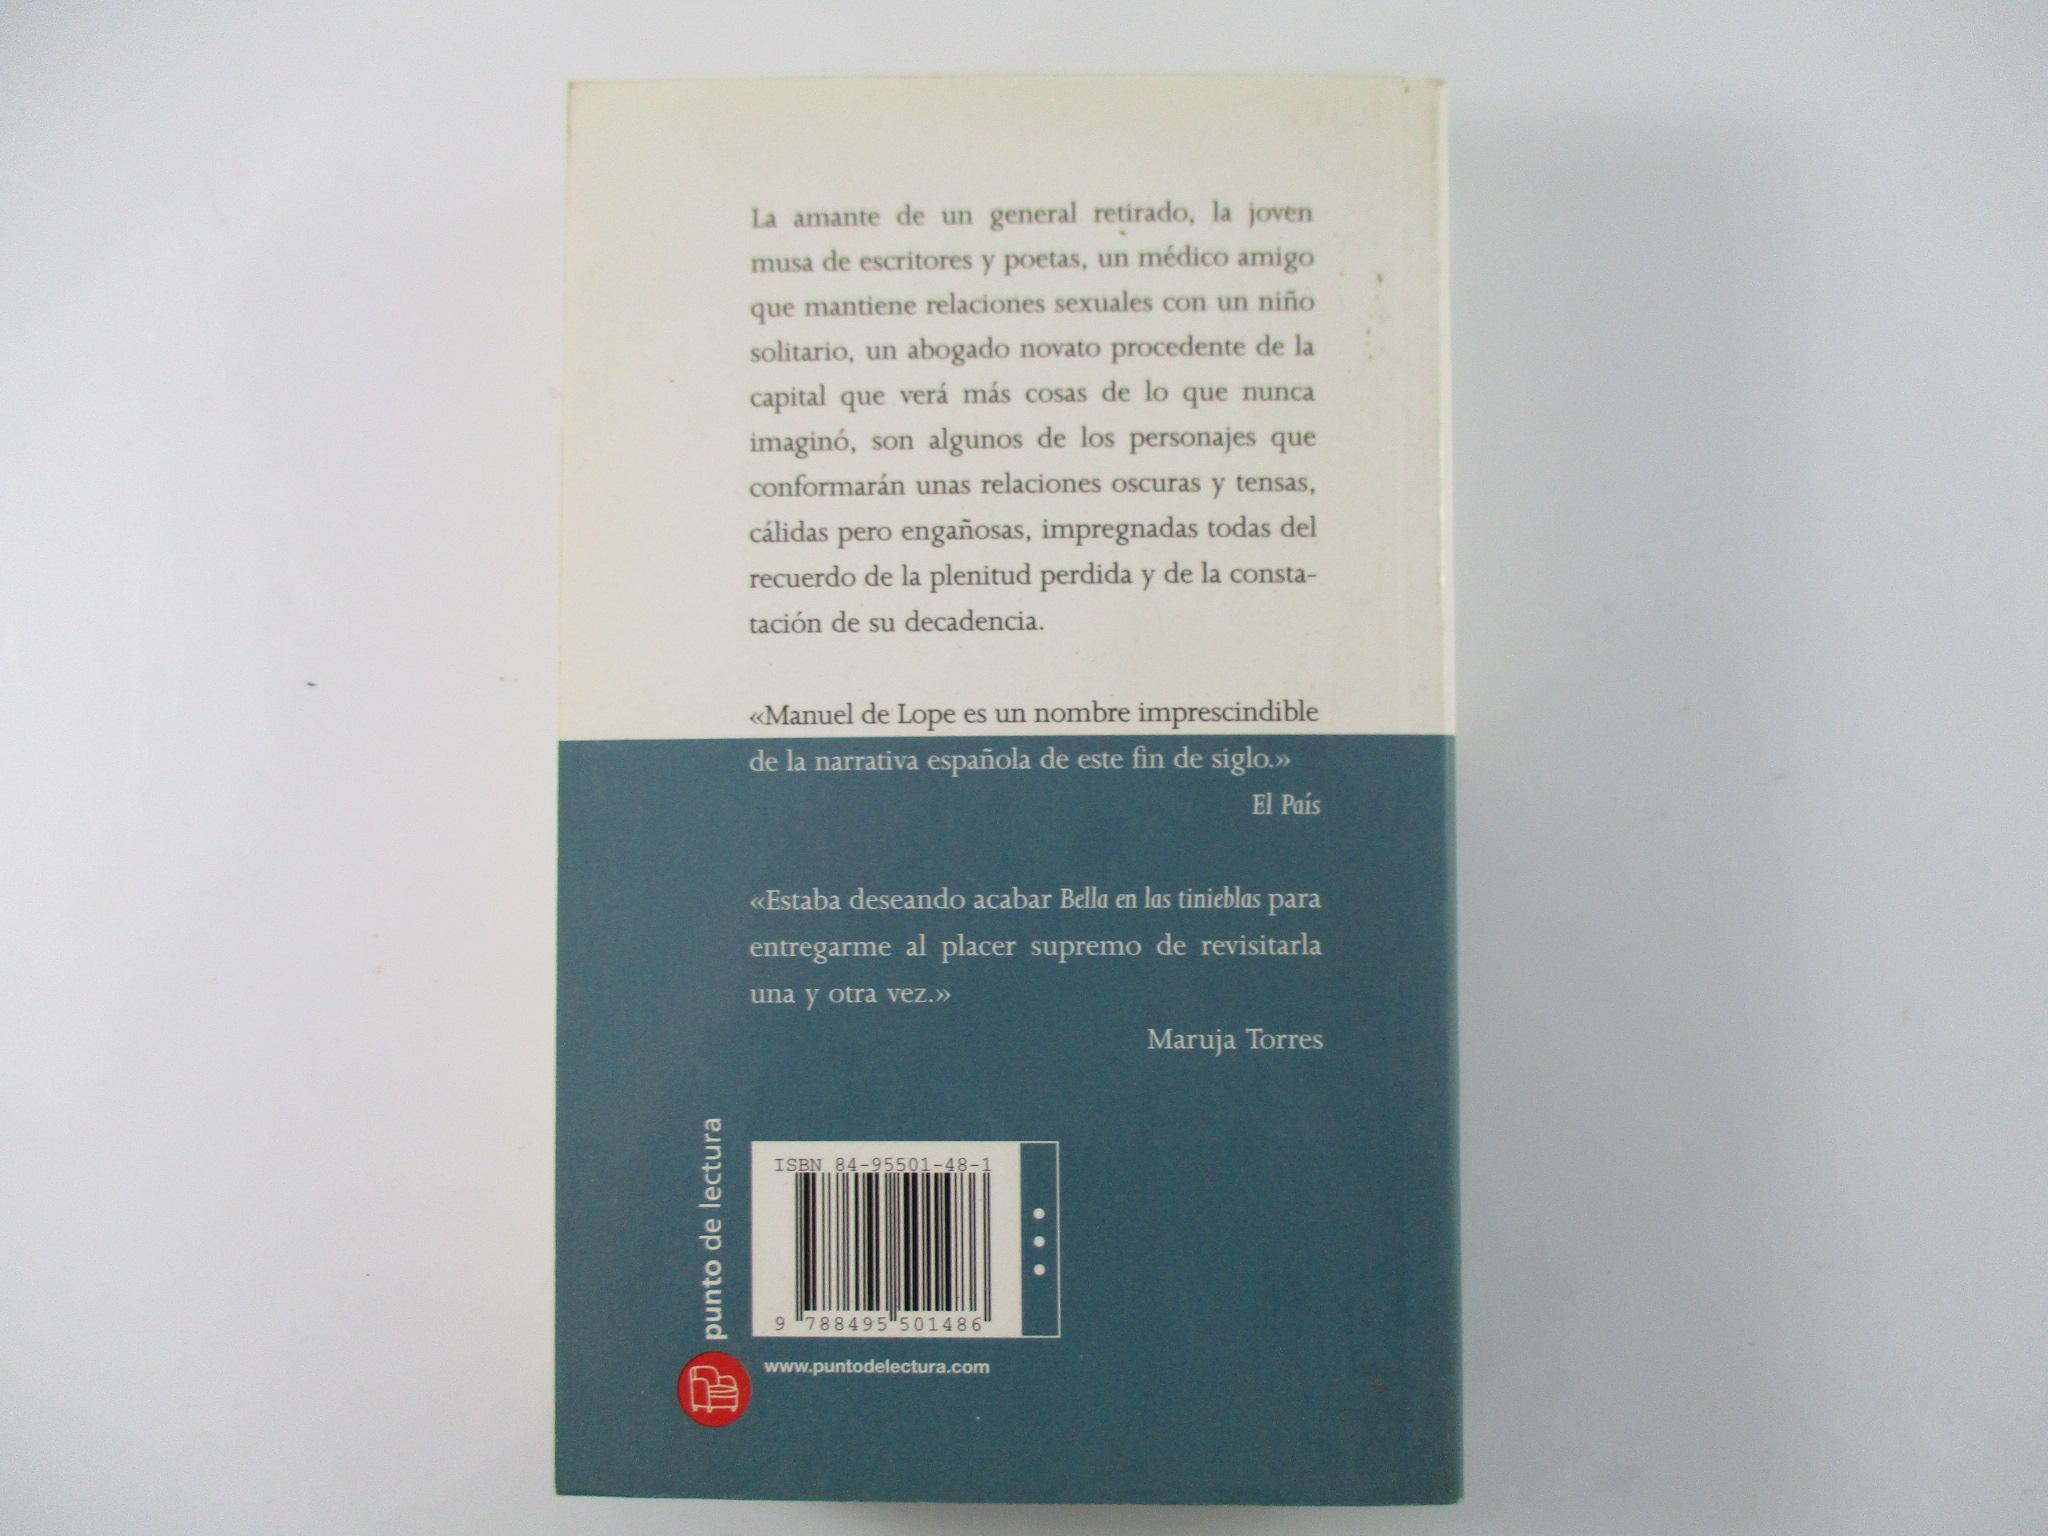 La amante de un general retirado, la joven
musa de escritores y poetas, un médico amigo
que mantiene relaciones sexuales con un niño
solitario, un abogado novato procedente de la
capital que verá más cosas de lo que nunca
imaginó, son algunos de los personajes que
conformarán unas relaciones oscuras y tensas,
cálidas pero engañosas, impregnadas todas del
recuerdo de la plenitud perdida y de la consta-
tación de su decadencia.
«Manuel de Lope es un nombre imprescindible
de la narrativa española de este fin de siglo.»
El País
«Estaba deseando acabar Bella en las tinieblas para
entregarme al placer supremo de revisitarla
una y otra vez.»
Maruja Torres
punto de lectura
ISBN 84-95501-48-1
9 788495 501486
www.puntodelectura.com